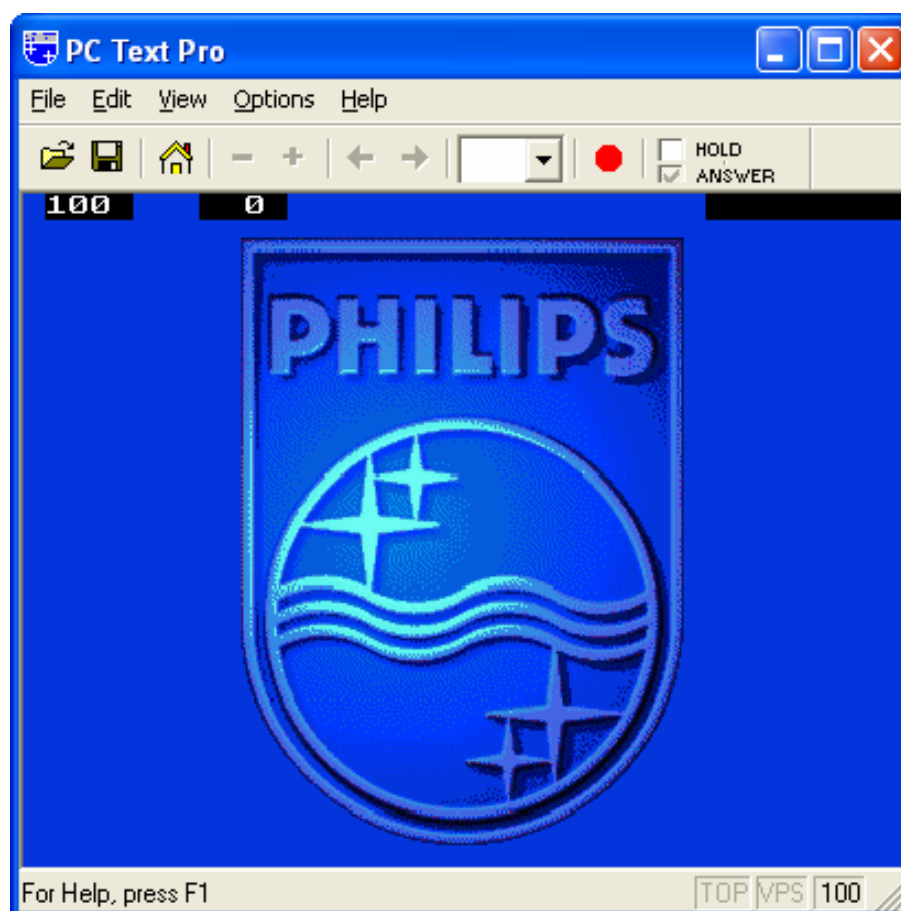 PC Text Pro
File Edit View Options Help
HOLD
ANSWER
100 0
PHILIPS
For Help, press F1 TOP VPS 100